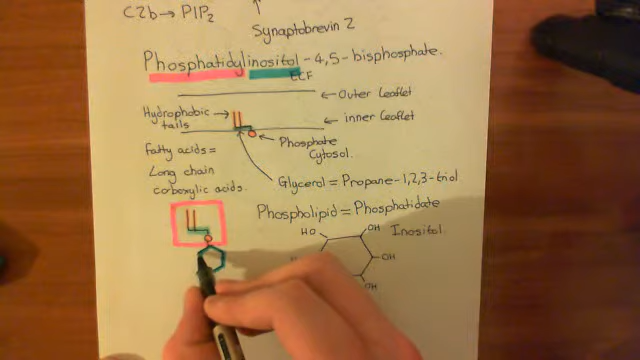 C2b → PIP₂
↑
Synaptobrevin 2
Phosphatidylinositol - 4,5 - bisphosphate.
ECF
← Outer Leaflet
Hydrophobic → tails
← inner Leaflet
← Phosphate
Cytosol.
Fatty acids =
Long chain
carboxylic acids.
Glycerol = Propane-1,2,3-triol.
Phospholipid = Phosphatidate
HO
OH
Inositol.
OH
OH